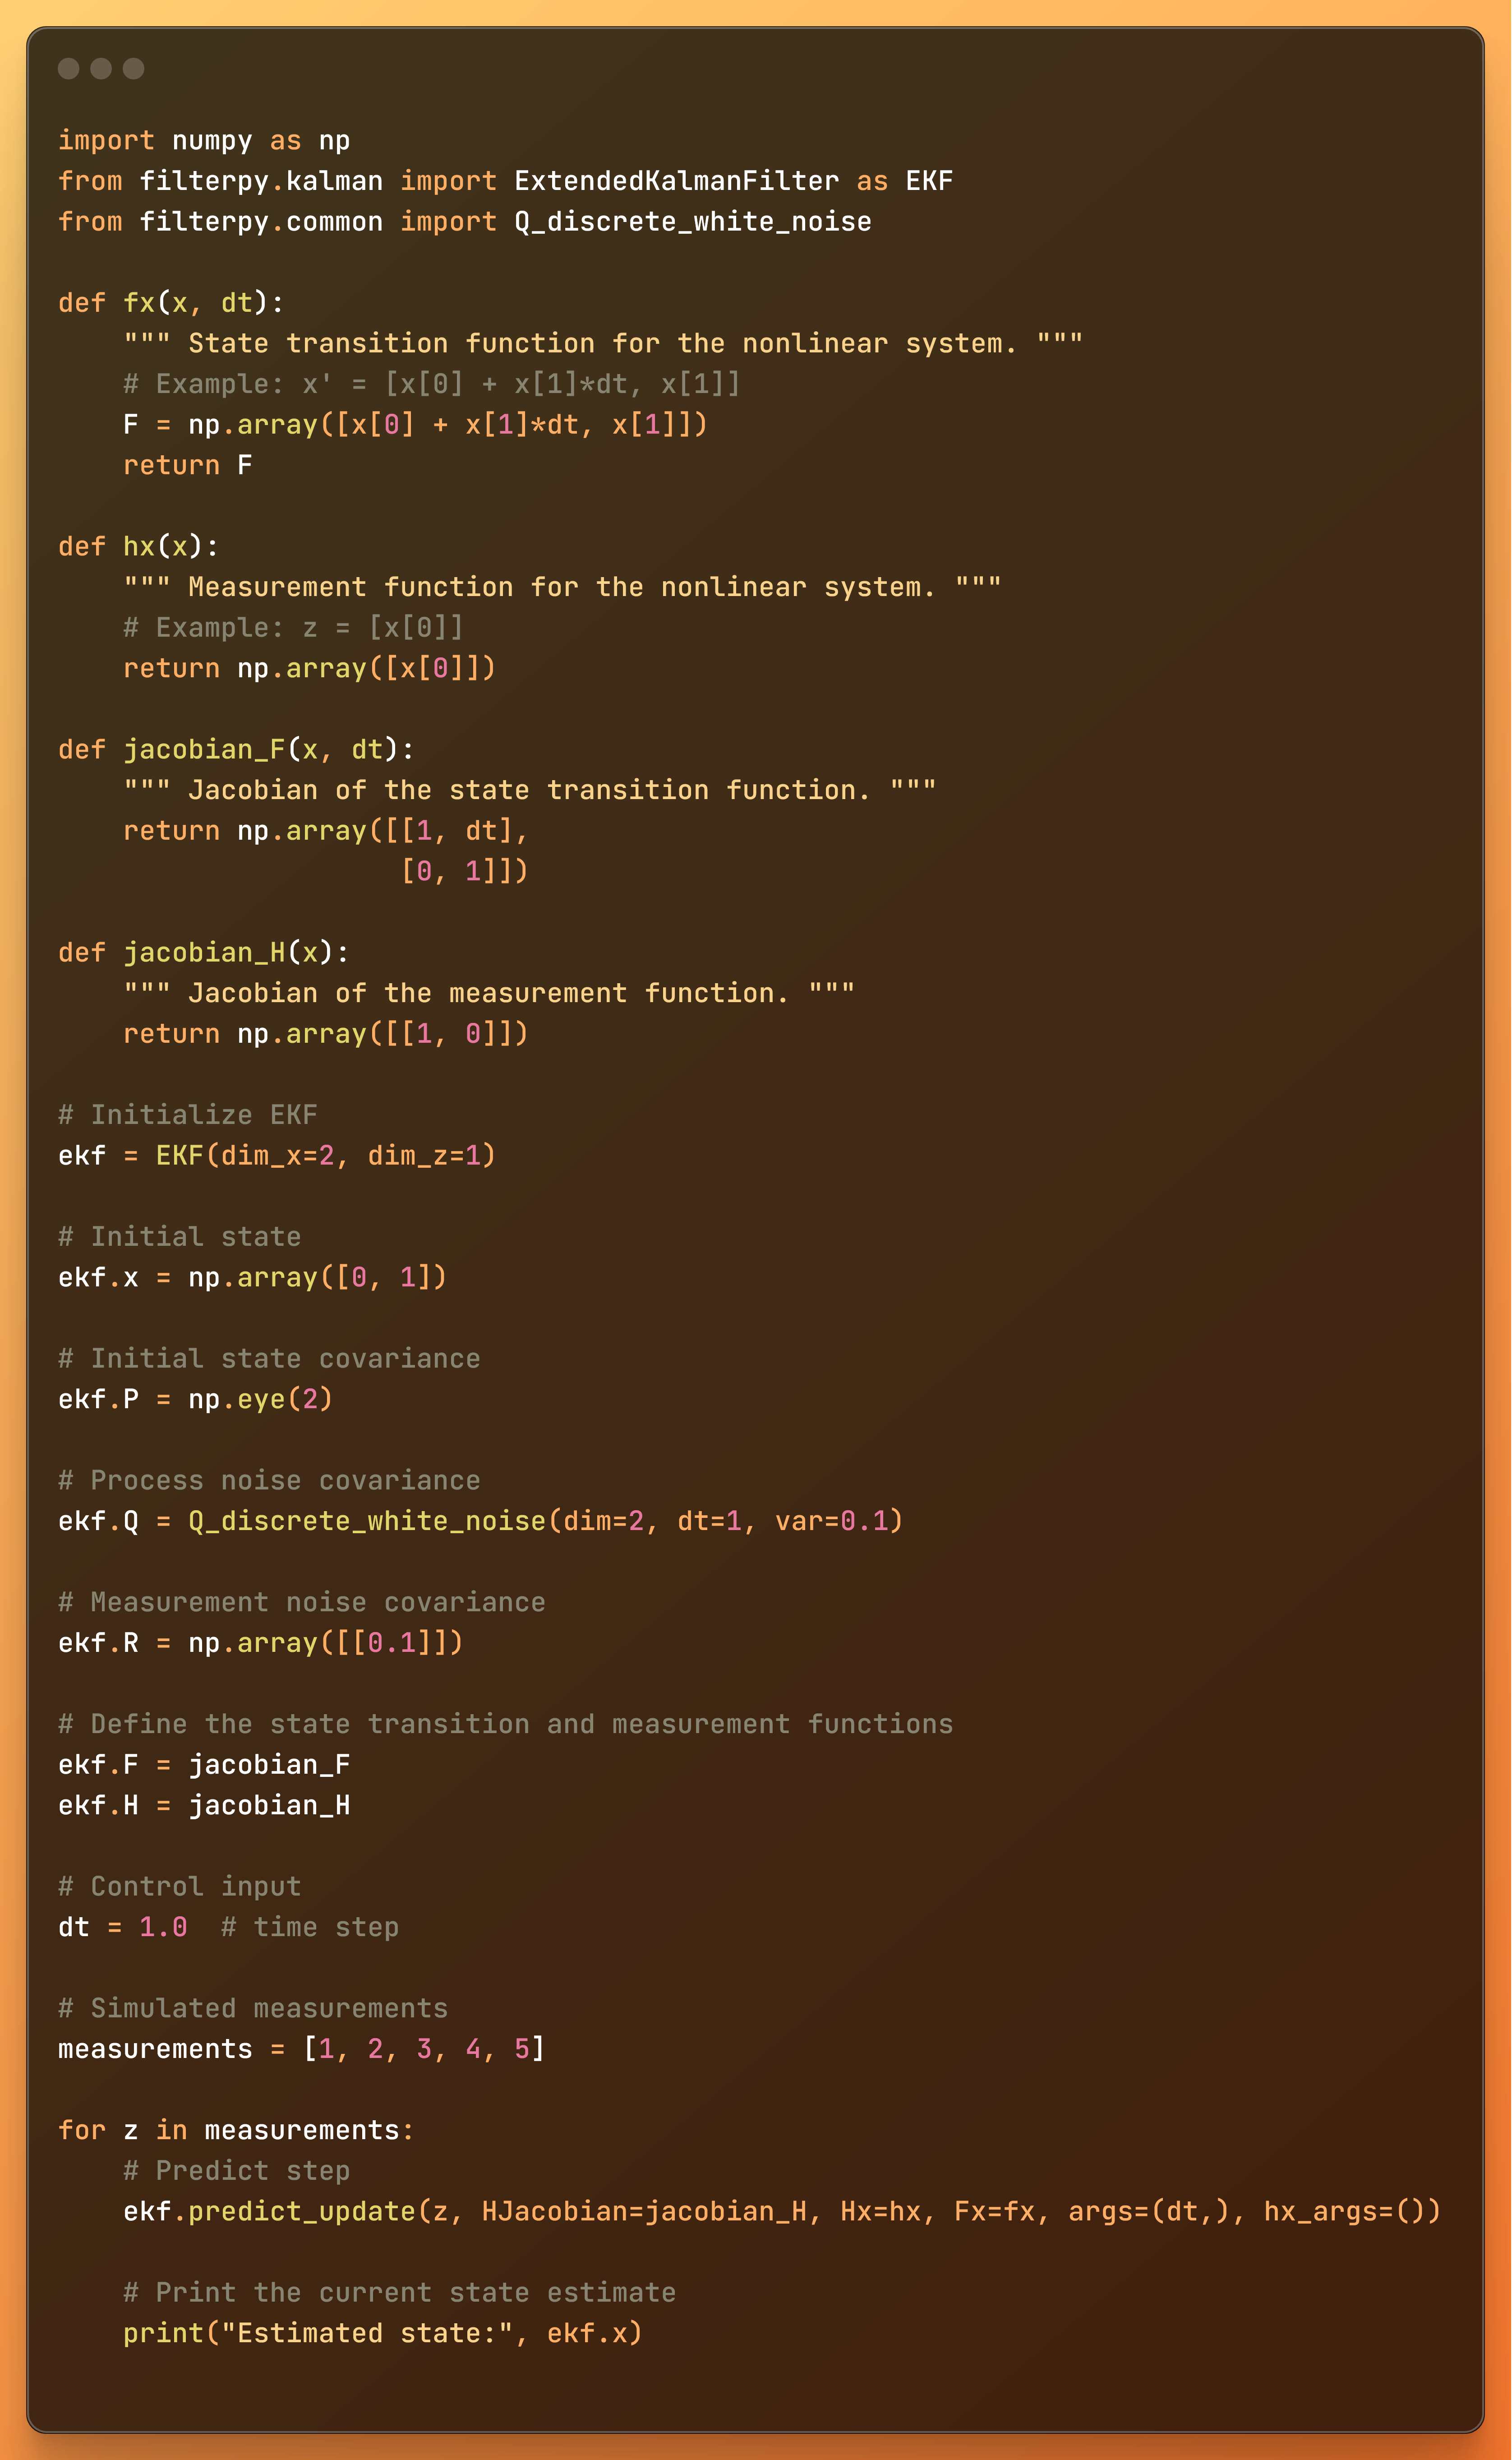 import numpy as np
from filterpy.kalman import ExtendedKalmanFilter as EKF
from filterpy.common import Q_discrete_white_noise

def fx(x, dt):
    """ State transition function for the nonlinear system. """
    # Example: x' = [x[0] + x[1]*dt, x[1]]
    F = np.array([x[0] + x[1]*dt, x[1]])
    return F

def hx(x):
    """ Measurement function for the nonlinear system. """
    # Example: z = [x[0]]
    return np.array([x[0]])

def jacobian_F(x, dt):
    """ Jacobian of the state transition function. """
    return np.array([[1, dt],
                     [0, 1]])

def jacobian_H(x):
    """ Jacobian of the measurement function. """
    return np.array([[1, 0]])

# Initialize EKF
ekf = EKF(dim_x=2, dim_z=1)

# Initial state
ekf.x = np.array([0, 1])

# Initial state covariance
ekf.P = np.eye(2)

# Process noise covariance
ekf.Q = Q_discrete_white_noise(dim=2, dt=1, var=0.1)

# Measurement noise covariance
ekf.R = np.array([[0.1]])

# Define the state transition and measurement functions
ekf.F = jacobian_F
ekf.H = jacobian_H

# Control input
dt = 1.0  # time step

# Simulated measurements
measurements = [1, 2, 3, 4, 5]

for z in measurements:
    # Predict step
    ekf.predict_update(z, HJacobian=jacobian_H, Hx=hx, Fx=fx, args=(dt,), hx_args=())

    # Print the current state estimate
    print("Estimated state:", ekf.x)